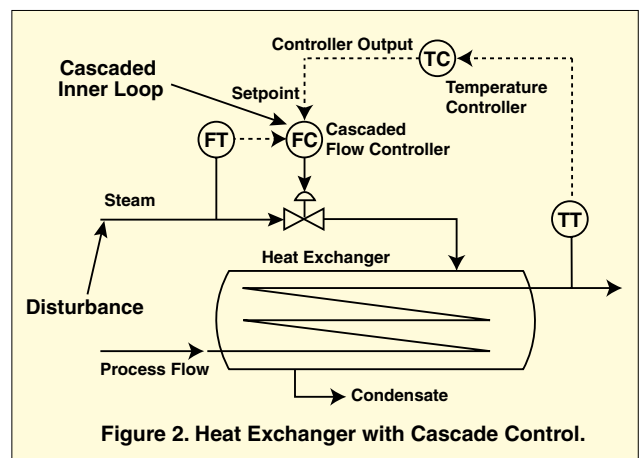 Controller Output
TC
Cascaded
Inner Loop
Setpoint
Temperature
Controller
FT
FC
Cascaded
Flow Controller
Steam
TT
Heat Exchanger
Disturbance
Process Flow
Condensate
Figure 2. Heat Exchanger with Cascade Control.